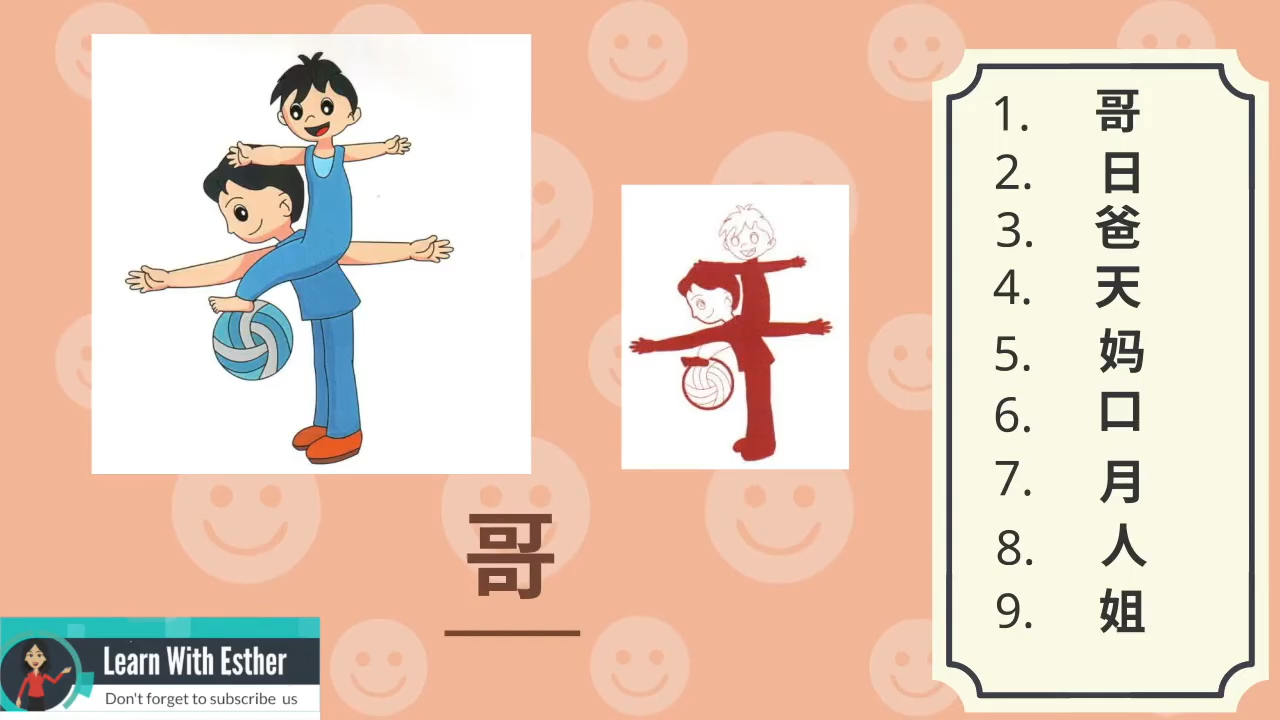 哥
1. 哥
2. 日
3. 爸
4. 天
5. 妈
6. 口
7. 月
8. 人
9. 姐
Learn With Esther
Don't forget to subscribe us